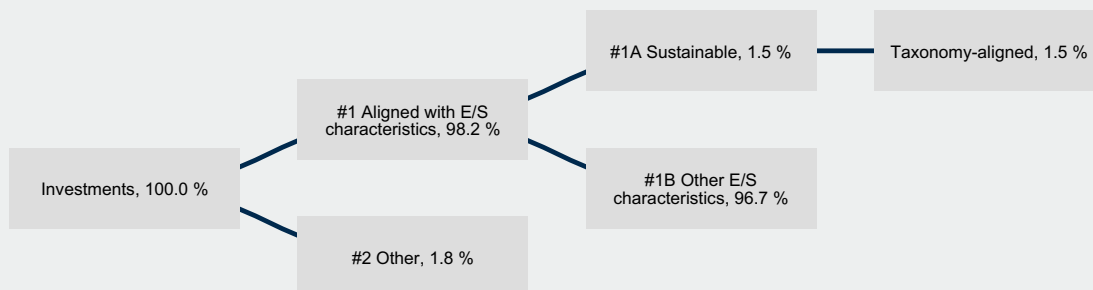 #1A Sustainable, 1.5 %
Taxonomy-aligned, 1.5 %
#1 Aligned with E/S
characteristics, 98.2 %
Investments, 100.0 %
#1B Other E/S
characteristics, 96.7 %
#2 Other, 1.8 %